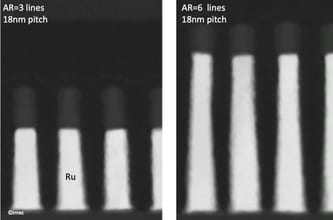 AR=3 lines
18nm pitch
AR=6 lines
18nm pitch
Ru
©imec